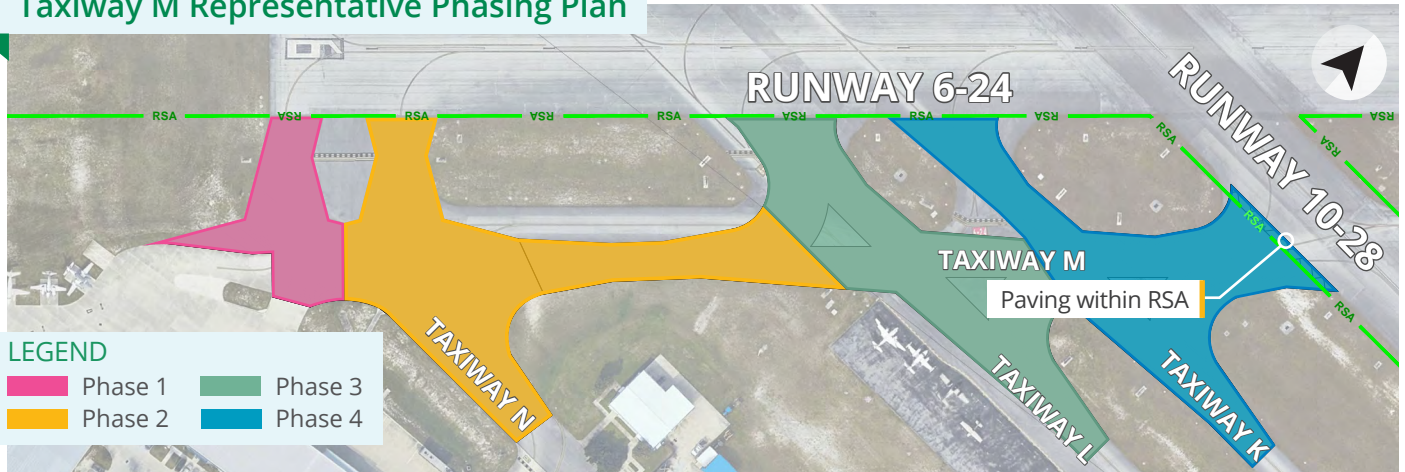 Taxiway M Representative Phasing Plan
RUNWAY 6-24
RUNWAY 10-28
RSA
RSA
RSA
RSA
RSA
RSA
RSA
RSA
RSA
RSA
RSA
RSA
RSA
RSA
TAXIWAY M
Paving within RSA
TAXIWAY N
TAXIWAY L
TAXIWAY K
LEGEND
Phase 1
Phase 3
Phase 2
Phase 4